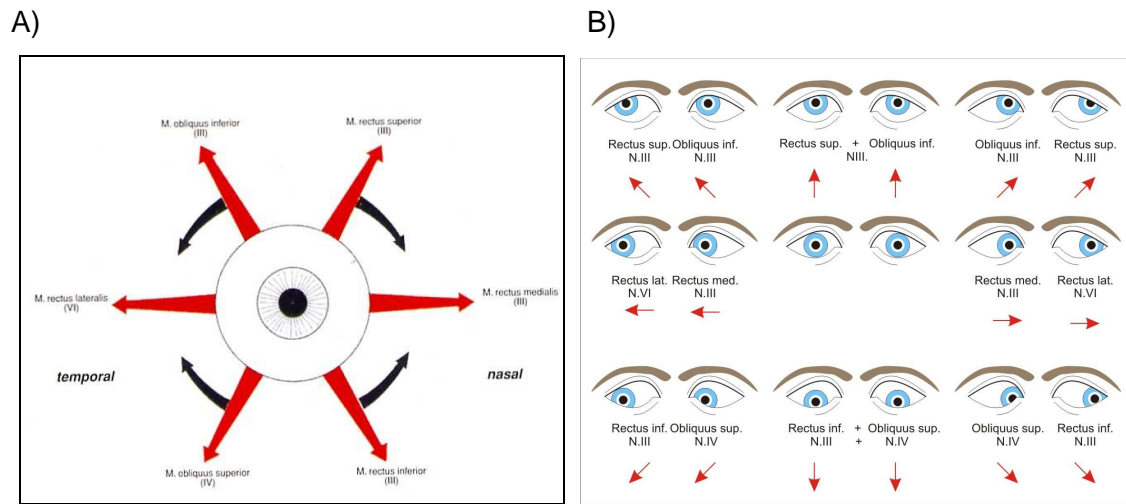 A)
B)
M. obliquus inferior
(III)
M. rectus superior
(III)
M. rectus lateralis
(VI)
M. rectus medialis
(III)
temporal
nasal
M. obliquus superior
(IV)
M. rectus inferior
(III)
Rectus sup. Obliquus inf.
N.III N.III
Rectus sup. + Obliquus inf.
NIII.
Obliquus inf. Rectus sup.
N.III N.III
Rectus lat. Rectus med.
N.VI N.III
Rectus med. Rectus lat.
N.III N.VI
Rectus inf. Obliquus sup.
N.III N.IV
Rectus inf. + Obliquus sup.
N.III + N.IV
Obliquus sup. Rectus inf.
N.IV N.III